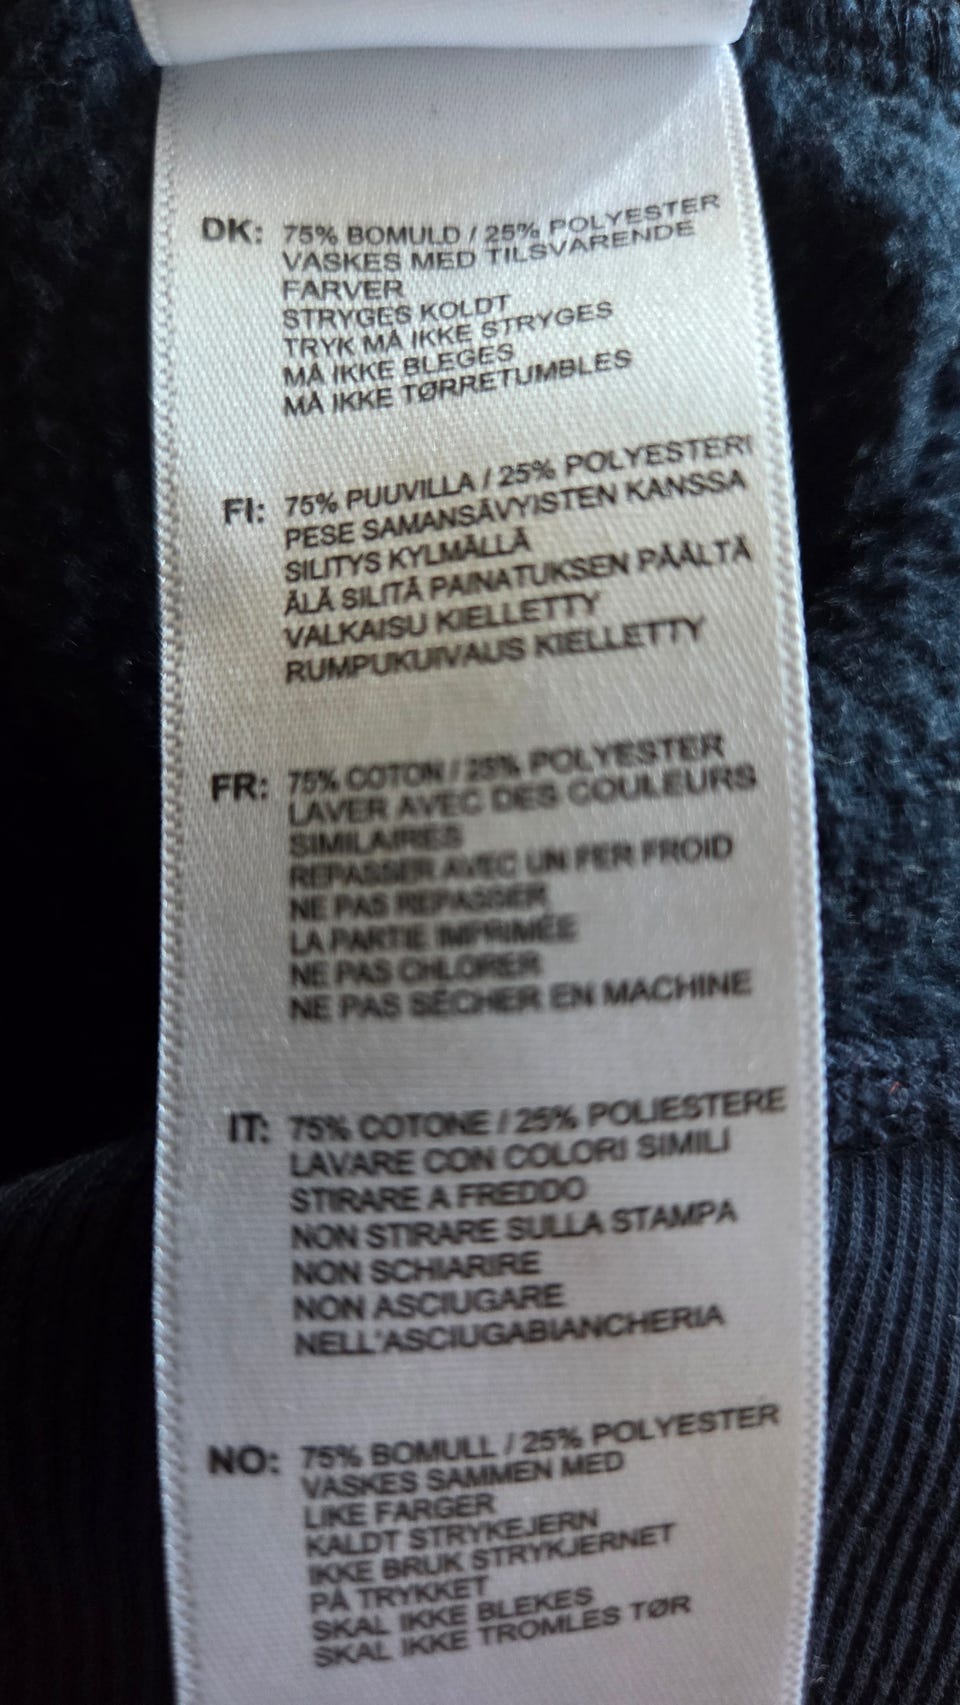 DK: 75% BOMULD / 25% POLYESTER
VASKES MED TILSVARENDE
FARVER
STRYGES KOLDT
TRYK MÅ IKKE STRYGES
MÅ IKKE BLEGES
MÅ IKKE TØRRETUMBLES
FI: 75% PUUVILLA / 25% POLYESTERI
PESE SAMANSÄVYISTEN KANSSA
SILITYS KYLMÄLLÄ
ÄLÄ SILITÄ PAINATUKSEN PÄÄLTÄ
VALKAISU KIELLETTY
RUMPUKUIVAUS KIELLETTY
FR: 75% COTON / 25% POLYESTER
LAVER AVEC DES COULEURS
SIMILAIRES
REPASSER AVEC UN FER FROID
NE PAS REPASSER
LA PARTIE IMPRIMÉE
NE PAS CHLORER
NE PAS SÉCHER EN MACHINE
IT: 75% COTONE / 25% POLIESTERE
LAVARE CON COLORI SIMILI
STIRARE A FREDDO
NON STIRARE SULLA STAMPA
NON SCHIARIRE
NON ASCIUGARE
NELL'ASCIUGABIANCHERIA
NO: 75% BOMULL / 25% POLYESTER
VASKES SAMMEN MED
LIKE FARGER
KALDT STRYKEJERN
IKKE BRUK STRYKJERNET
PÅ TRYKKET
SKAL IKKE BLEKES
SKAL IKKE TROMLES TØR